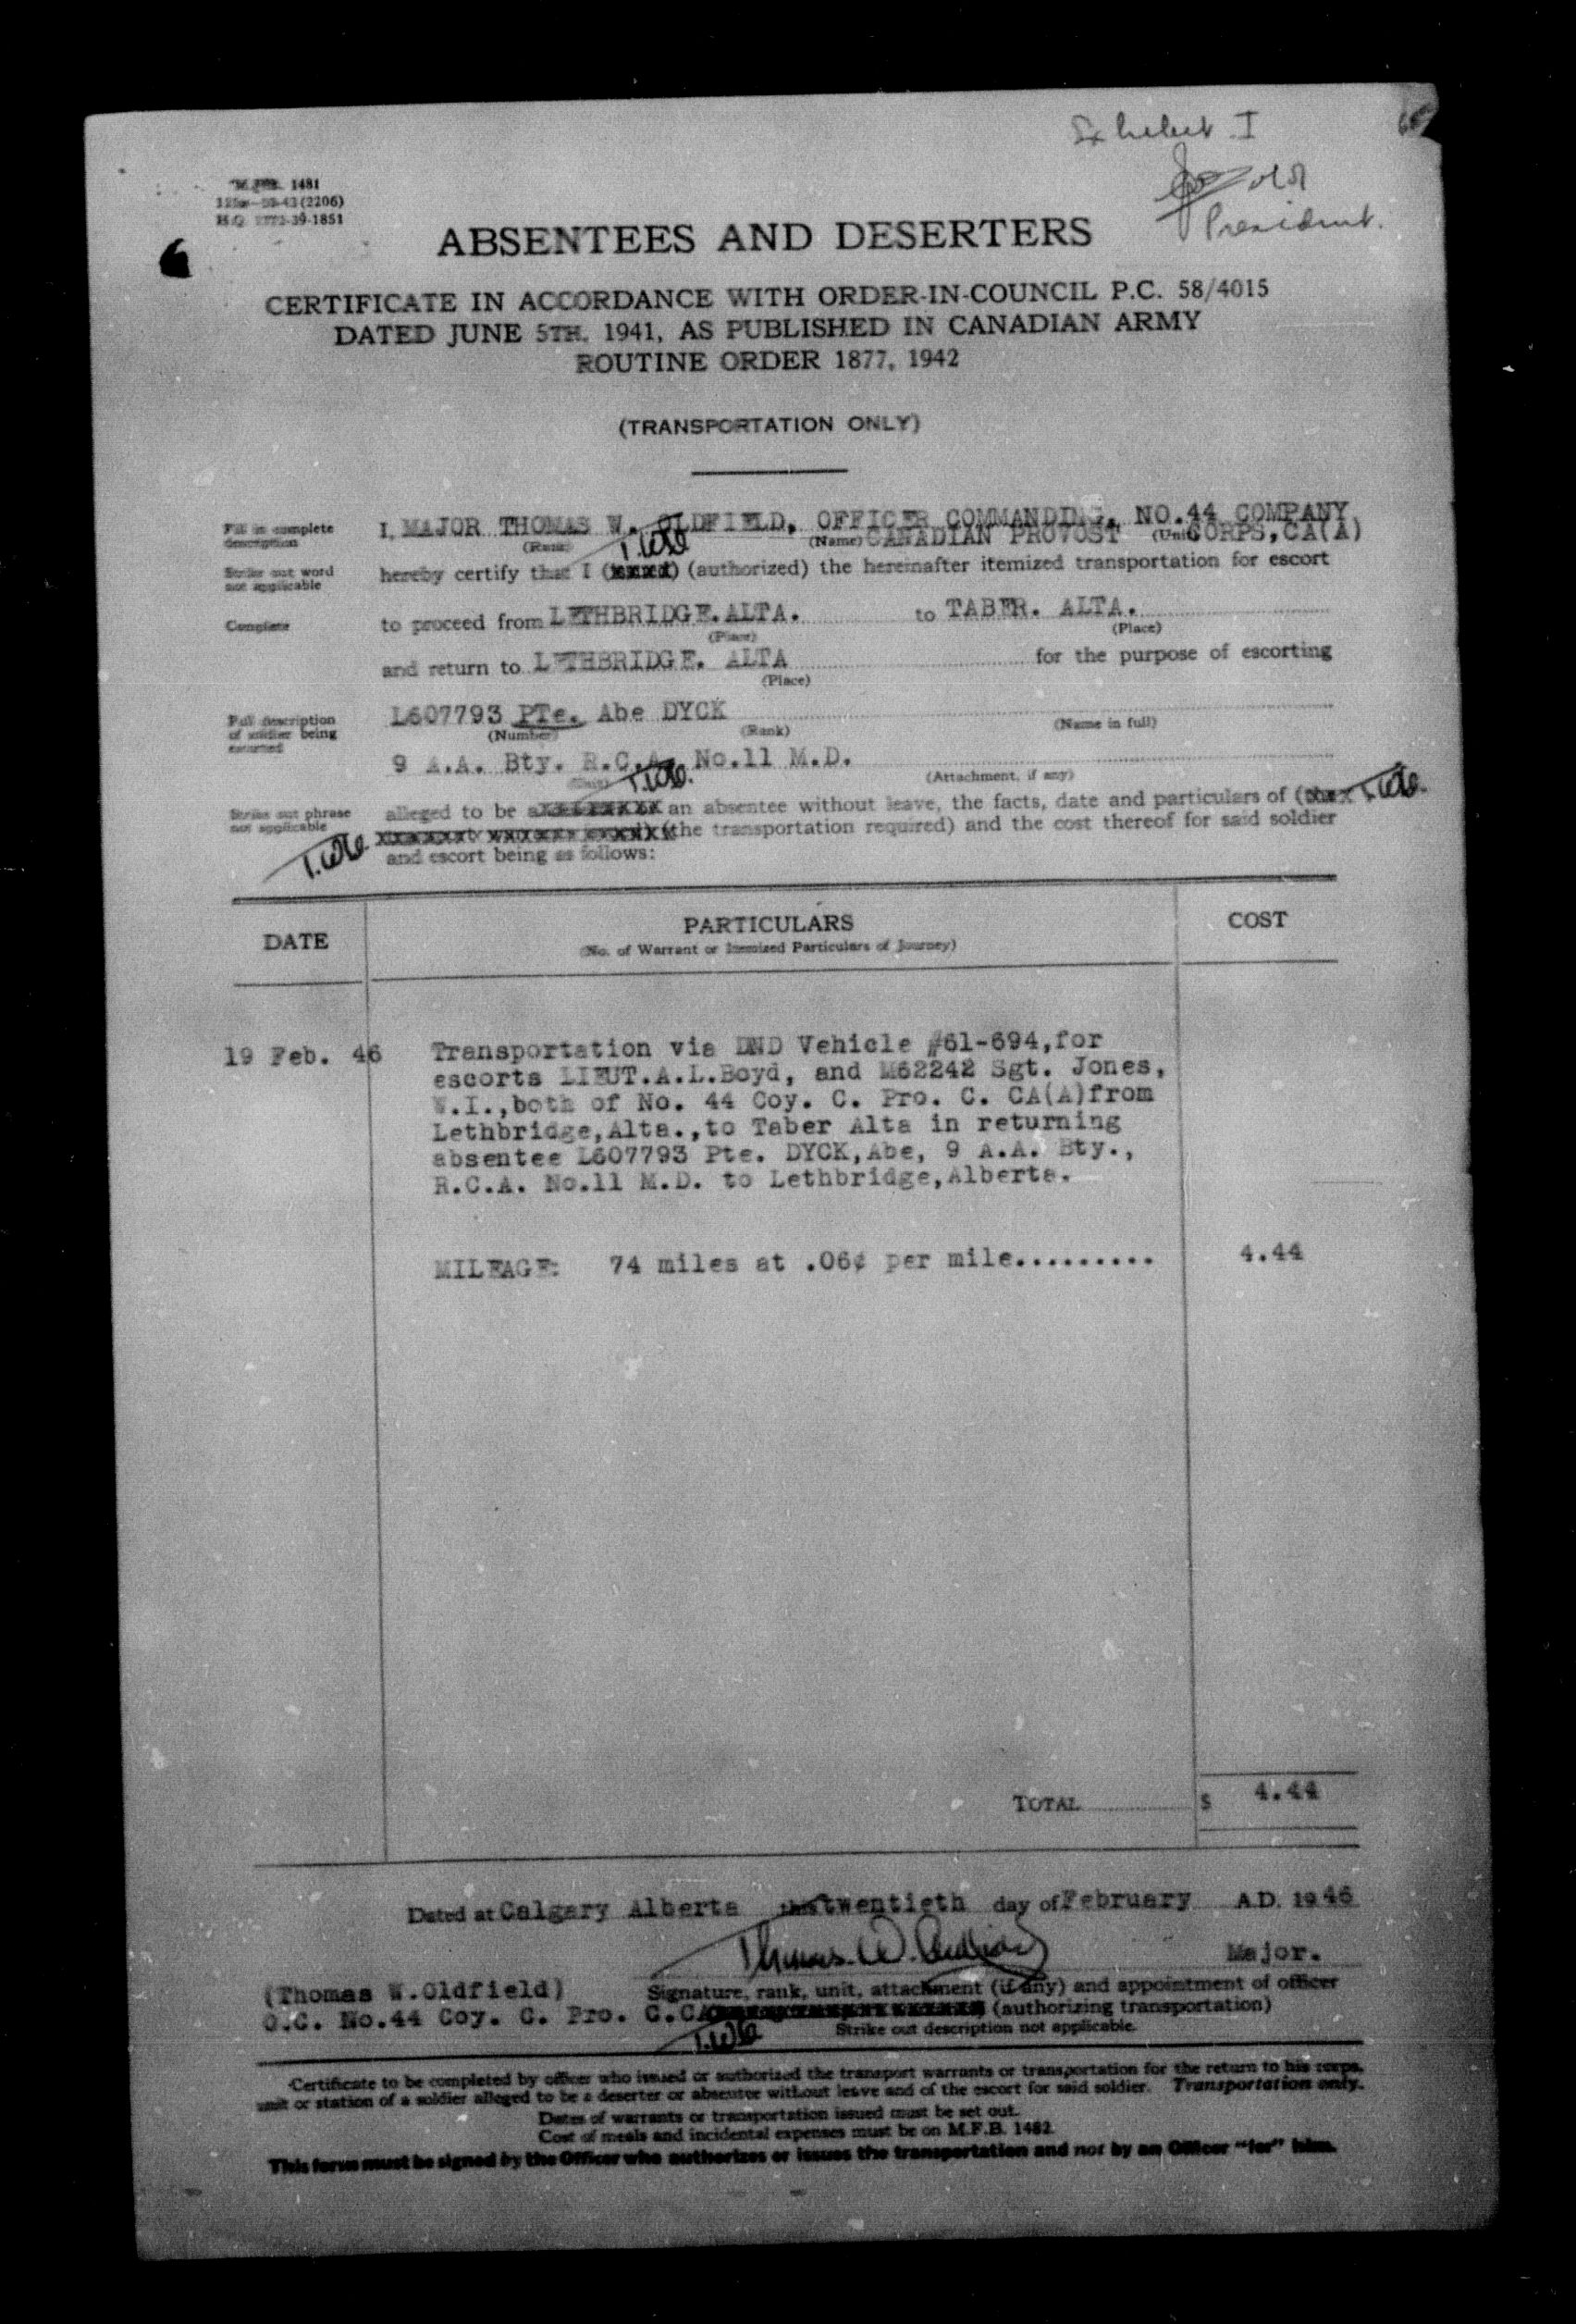 Exhibit I
President.
1481
43 (2206)
39-1851
ABSENTEES AND DESERTERS
CERTIFICATE IN ACCORDANCE WITH ORDER-IN-COUNCIL P.C. 58/4015
DATED JUNE 5TH. 1941, AS PUBLISHED IN CANADIAN ARMY
ROUTINE ORDER 1877, 1942
(TRANSPORTATION ONLY)
Fill in complete description
I, MAJOR THOMAS W. OLDFIELD, OFFICER COMMANDING, NO.44 COMPANY
(Rank) T.W.O. (Name) CANADIAN PROVOST (Unit) CORPS, CA(A)
Strike out word not applicable
hereby certify that I (issued) (authorized) the hereinafter itemized transportation for escort
Complete
to proceed from LETHBRIDGE.ALTA. to TABER. ALTA.
(Place) (Place)
and return to LETHBRIDGE. ALTA for the purpose of escorting
(Place)
Full description of soldier being escorted
L607793 PTe. Abe DYCK
(Number) (Rank) (Name in full)
9 A.A. Bty. R.C.A. No.11 M.D.
(Unit) T.W.O. (Attachment, if any)
Strike out phrase not applicable
alleged to be an absentee without leave, the facts, date and particulars of ( T.W.O.
T.W.O. (the transportation required) and the cost thereof for said soldier
and escort being as follows:
DATE PARTICULARS COST
(No. of Warrant or Itemized Particulars of Journey)
19 Feb. 46 Transportation via DND Vehicle #61-694,for
escorts LIEUT.A.L.Boyd, and M62242 Sgt. Jones,
W.I.,both of No. 44 Coy. C. Pro. C. CA(A)from
Lethbridge,Alta.,to Taber Alta in returning
absentee L607793 Pte. DYCK,Abe, 9 A.A. Bty.,
R.C.A. No.11 M.D. to Lethbridge,Alberta.
MILEAGE: 74 miles at .06¢ per mile......... 4.44
TOTAL $ 4.44
Dated at Calgary Alberta this twentieth day of February A.D. 1946
Thomas W. Oldfield Major.
(Thomas W.Oldfield) Signature, rank, unit, attachment (if any) and appointment of officer
O.C. No.44 Coy. C. Pro. C.CA (authorizing transportation)
T.W.O. Strike out description not applicable.
Certificate to be completed by officer who issued or authorized the transport warrants or transportation for the return to his corps,
unit or station of a soldier alleged to be a deserter or absentee without leave and of the escort for said soldier. Transportation only.
Dates of warrants or transportation issued must be set out.
Cost of meals and incidental expenses must be on M.F.B. 1482.
This form must be signed by the Officer who authorizes or issues the transportation and not by an Officer "for" him.